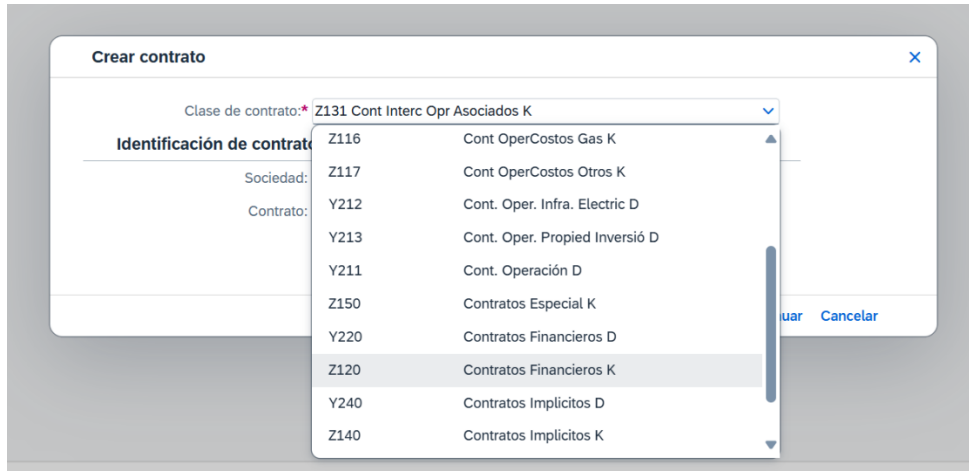 Crear contrato
Clase de contrato:* Z131 Cont Interc Opr Asociados K
Identificación de contrato
Sociedad:
Contrato:
Z116 Cont OperCostos Gas K
Z117 Cont OperCostos Otros K
Y212 Cont. Oper. Infra. Electric D
Y213 Cont. Oper. Propied Inversió D
Y211 Cont. Operación D
Z150 Contratos Especial K
Y220 Contratos Financieros D
Z120 Contratos Financieros K
Y240 Contratos Implicitos D
Z140 Contratos Implicitos K
Cancelar